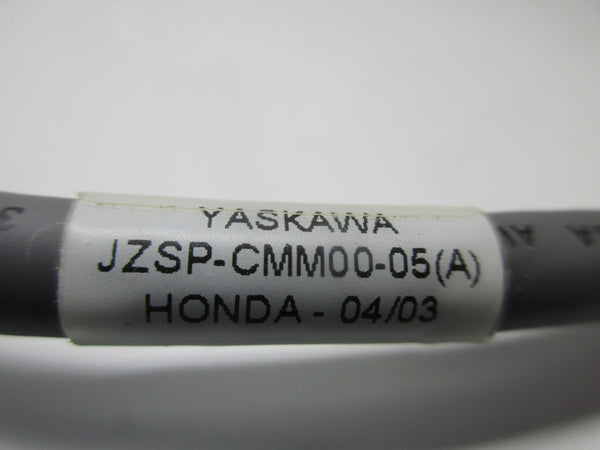 YASKAWA
JZSP-CMM00-05(A)
HONDA - 04/03